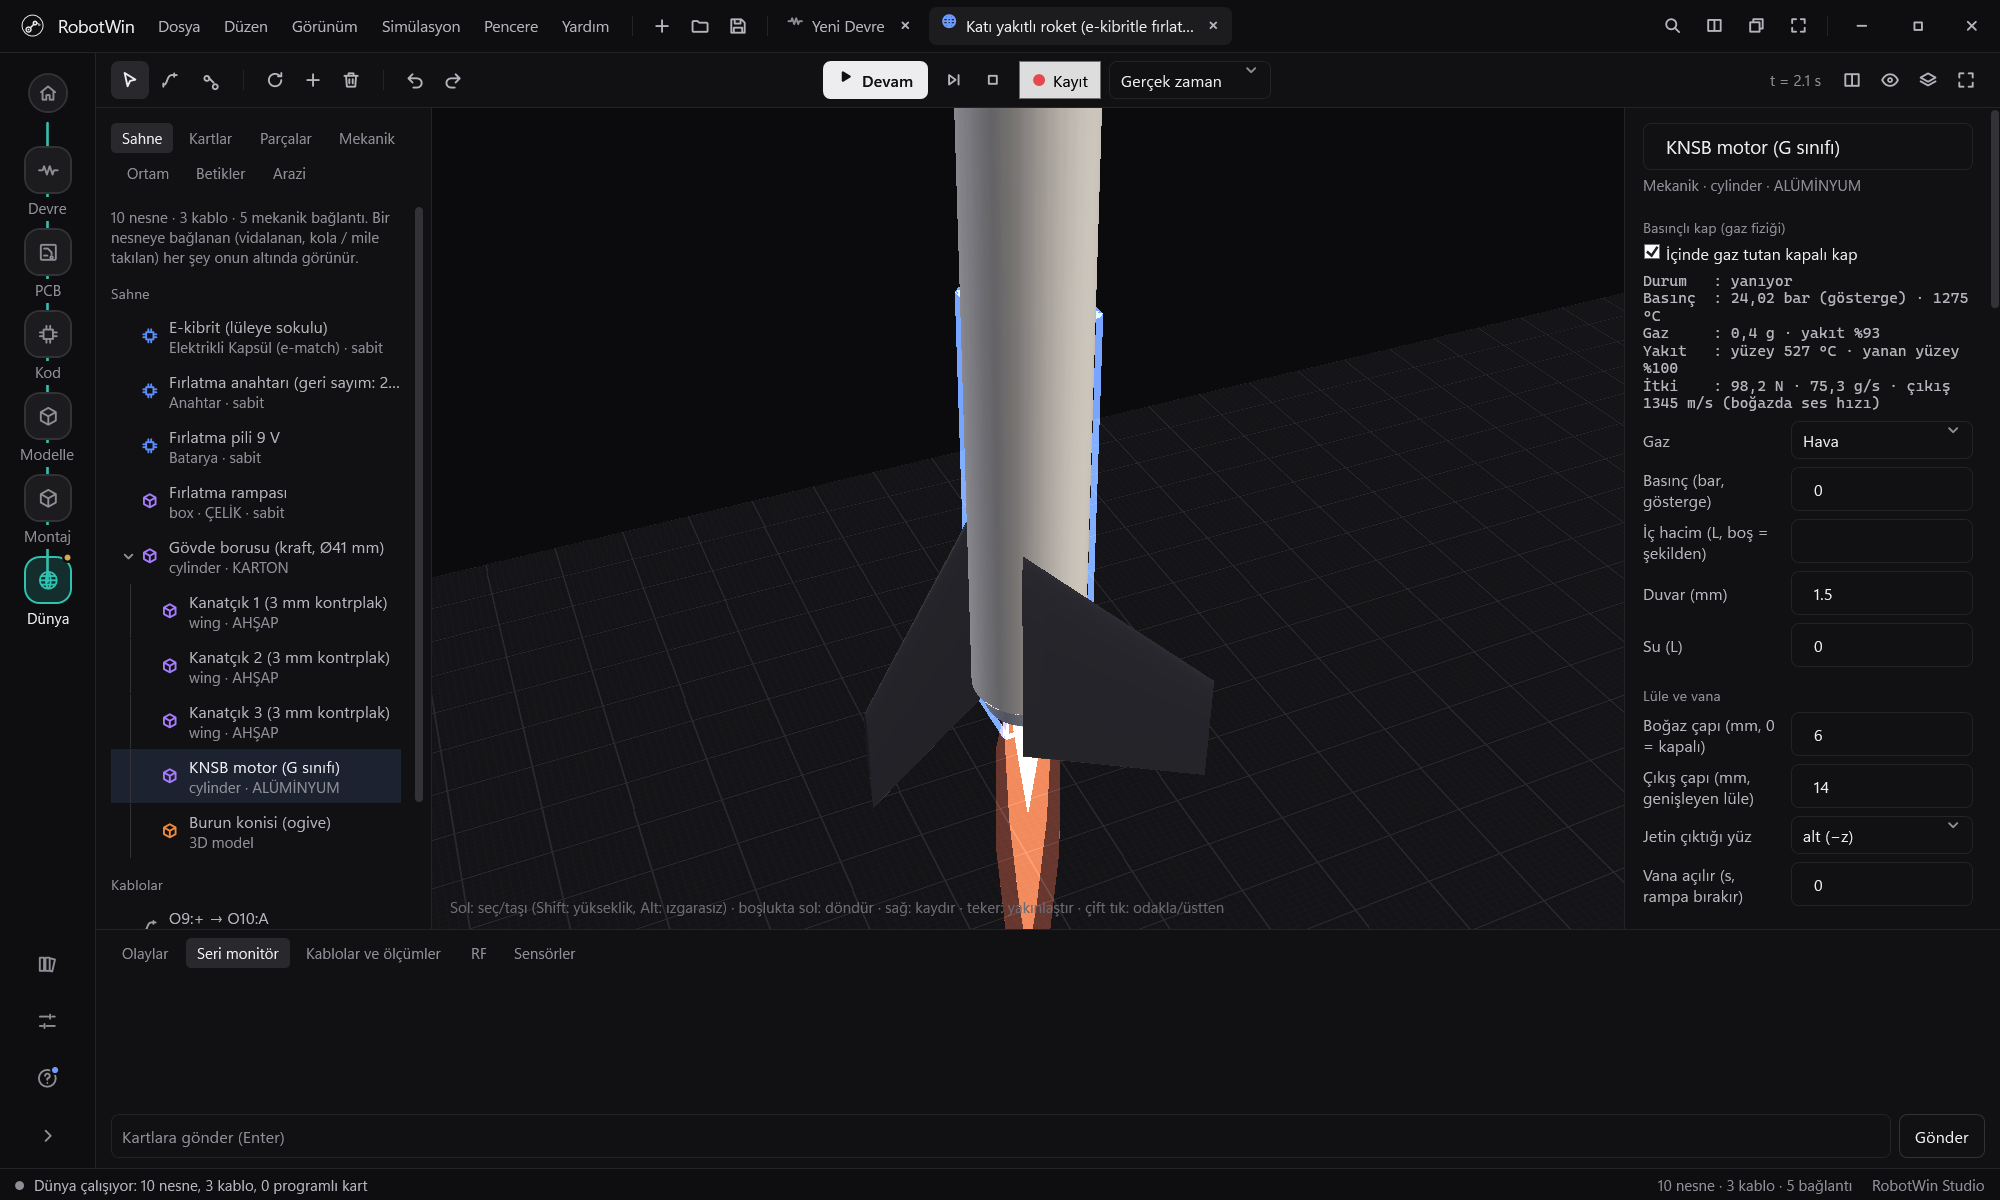 RobotWin Dosya Düzen Görünüm Simülasyon Pencere Yardım Yeni Devre Katı yakıtlı roket (e-kibritle fırlat...
Devam Kayıt Gerçek zaman t = 2.1 s
Devre
PCB
Kod
Modelle
Montaj
Dünya
Sahne Kartlar Parçalar Mekanik
Ortam Betikler Arazi
10 nesne · 3 kablo · 5 mekanik bağlantı. Bir
nesneye bağlanan (vidalanan, kola / mile
takılan) her şey onun altında görünür.
Sahne
E-kibrit (lüleye sokulu)
Elektrikli Kapsül (e-match) · sabit
Fırlatma anahtarı (geri sayım: 2...
Anahtar · sabit
Fırlatma pili 9 V
Batarya · sabit
Fırlatma rampası
box · ÇELİK · sabit
Gövde borusu (kraft, Ø41 mm)
cylinder · KARTON
Kanatçık 1 (3 mm kontrplak)
wing · AHŞAP
Kanatçık 2 (3 mm kontrplak)
wing · AHŞAP
Kanatçık 3 (3 mm kontrplak)
wing · AHŞAP
KNSB motor (G sınıfı)
cylinder · ALÜMİNYUM
Burun konisi (ogive)
3D model
Kablolar
O9:+ → O10:A
Sol: seç/taşı (Shift: yükseklik, Alt: ızgarasız) · boşlukta sol: döndür · sağ: kaydır · teker: yakınlaştır · çift tık: odakla/üstten
KNSB motor (G sınıfı)
Mekanik · cylinder · ALÜMİNYUM
Basınçlı kap (gaz fiziği)
İçinde gaz tutan kapalı kap
Durum : yanıyor
Basınç : 24,02 bar (gösterge) · 1275
°C
Gaz : 0,4 g · yakıt %93
Yakıt : yüzey 527 °C · yanan yüzey
%100
İtki : 98,2 N · 75,3 g/s · çıkış
1345 m/s (boğazda ses hızı)
Gaz Hava
Basınç (bar,
gösterge) 0
İç hacim (L, boş =
şekilden)
Duvar (mm) 1.5
Su (L) 0
Lüle ve vana
Boğaz çapı (mm, 0
= kapalı) 6
Çıkış çapı (mm,
genişleyen lüle) 14
Jetin çıktığı yüz alt (−z)
Vana açılır (s,
rampa bırakır) 0
Olaylar Seri monitör Kablolar ve ölçümler RF Sensörler
Kartlara gönder (Enter) Gönder
Dünya çalışıyor: 10 nesne, 3 kablo, 0 programlı kart 10 nesne · 3 kablo · 5 bağlantı RobotWin Studio